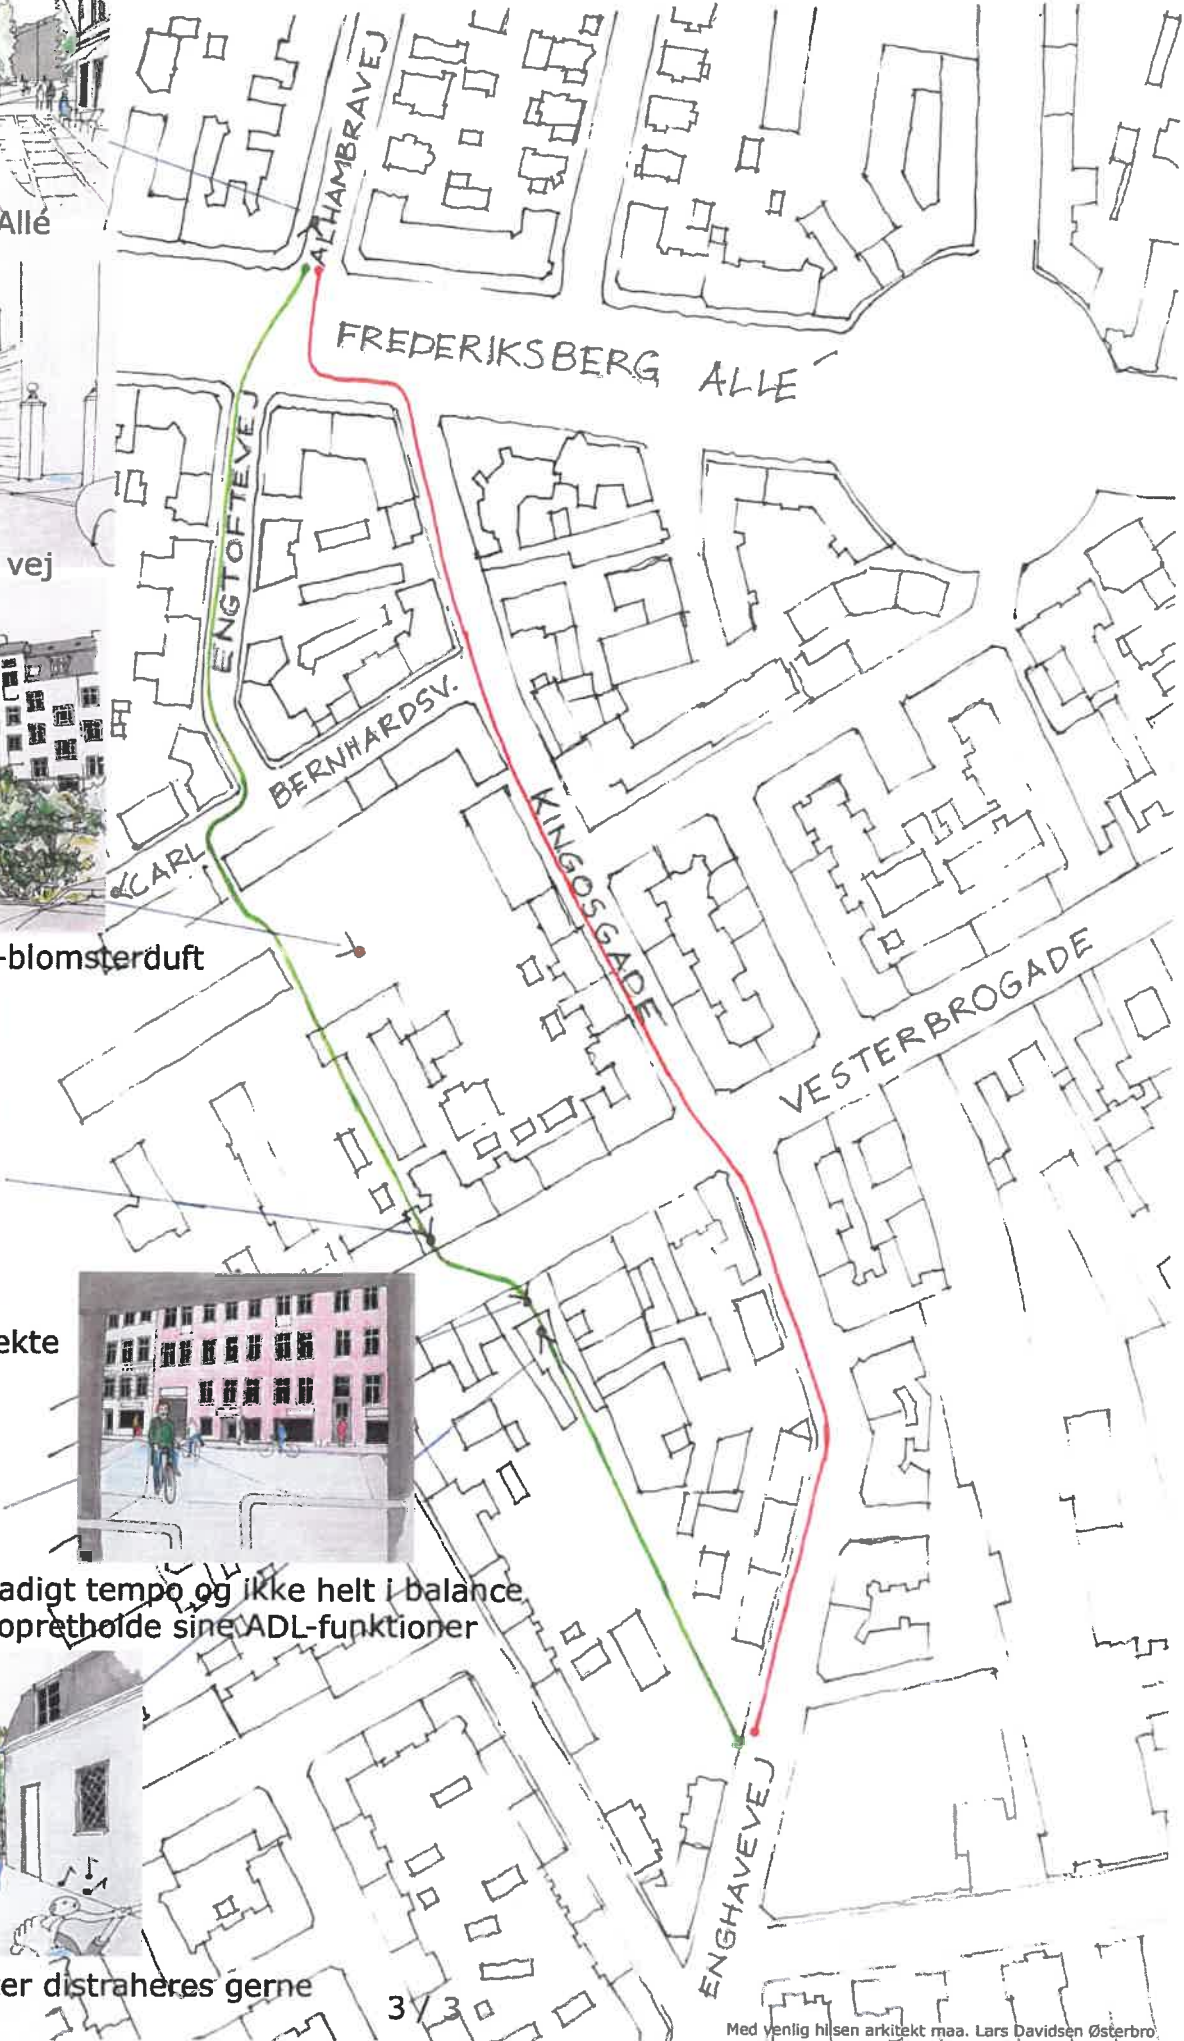 ALHAMBRAVEJ
Allé
FREDERIKSBERG ALLE
ENGTOFTEVEJ
vej
BERNHARDSV.
CARL
KINGOSGADE
-blomsterduft
VESTERBROGADE
ekte
adigt tempo og ikke helt i balance
opretholde sine ADL-funktioner
ENGHAVEVEJ
er distraheres gerne
3 / 3
Med venlig hilsen arkitekt maa. Lars Davidsen Østerbro